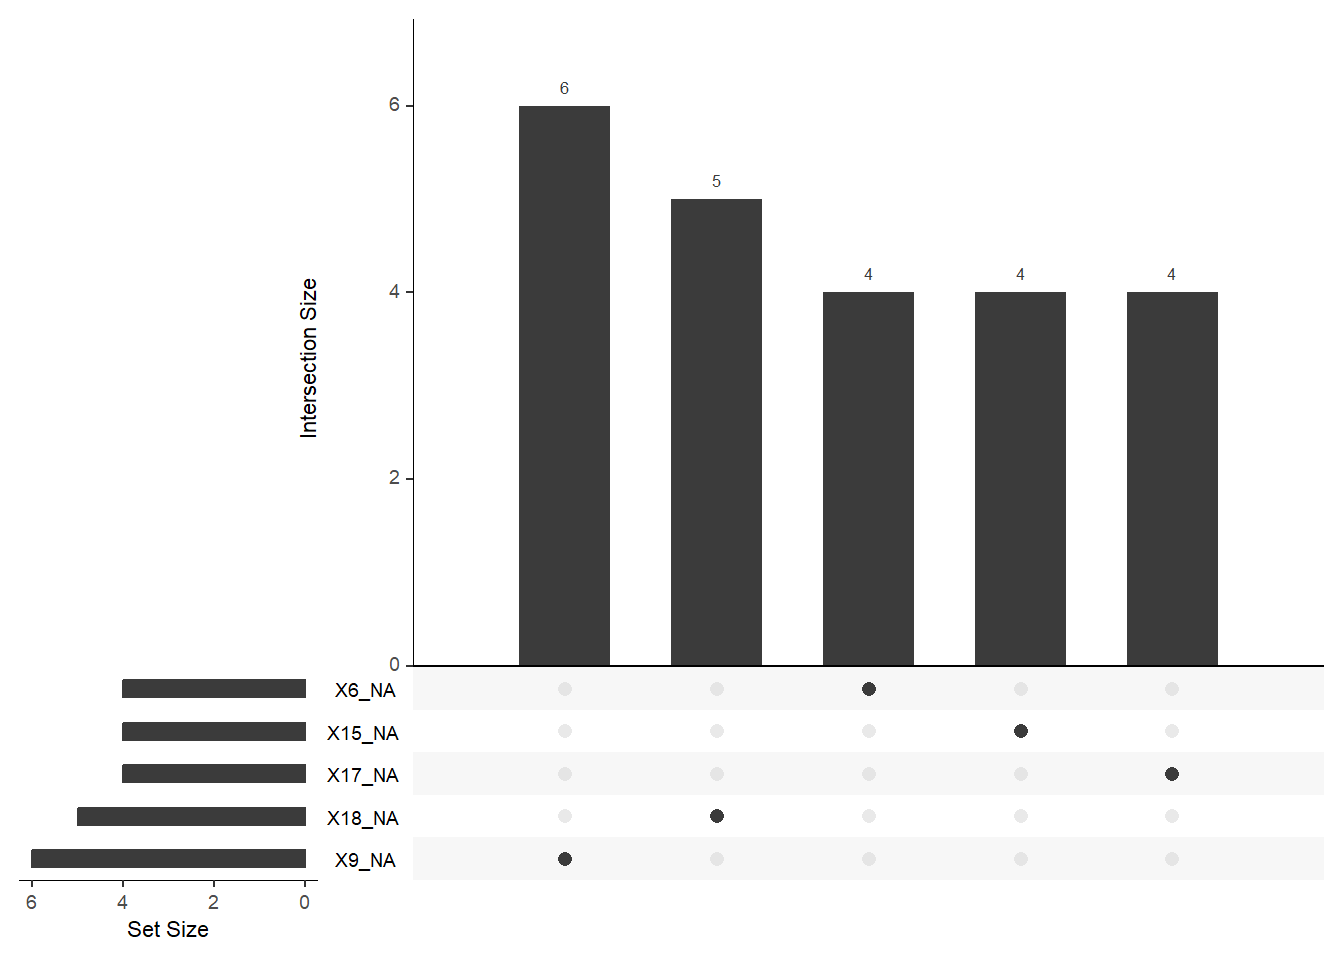 6
5
4
4
4
6
4
2
0
Intersection Size
X6_NA
X15_NA
X17_NA
X18_NA
X9_NA
6 4 2 0
Set Size